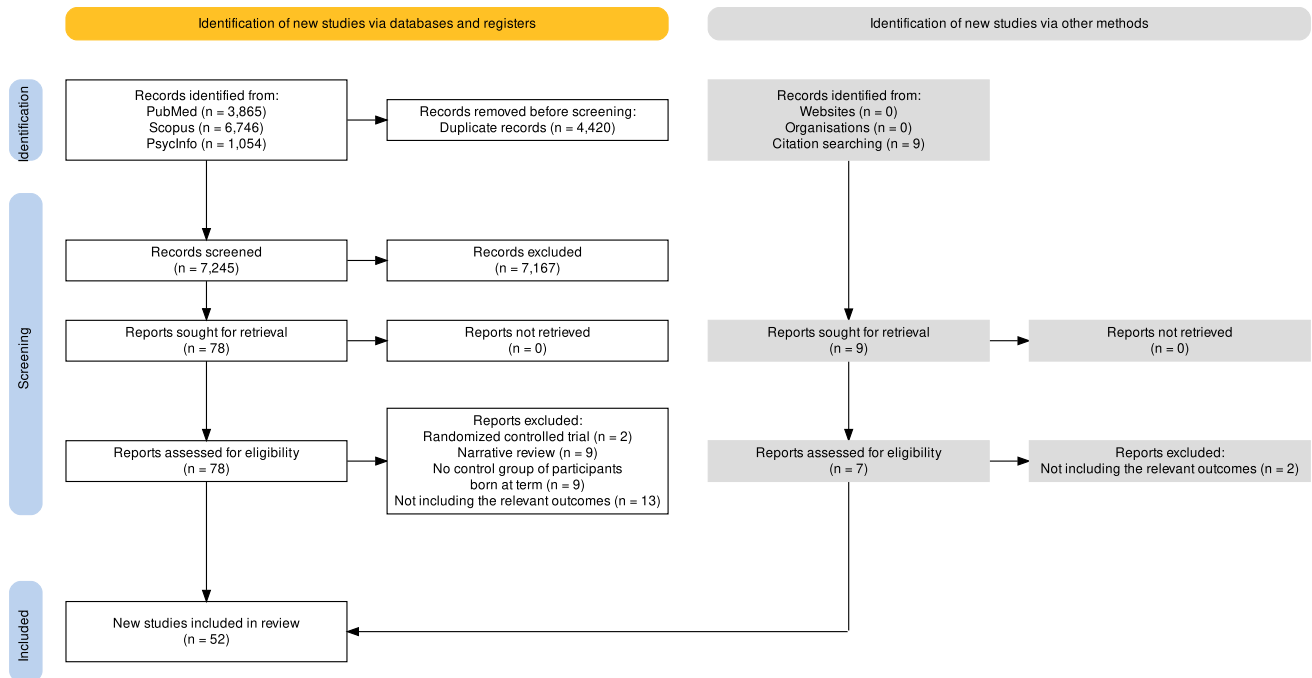 Identification of new studies via databases and registers
Identification of new studies via other methods
Identification
Records identified from:
PubMed (n = 3,865)
Scopus (n = 6,746)
PsycInfo (n = 1,054)
Records removed before screening:
Duplicate records (n = 4,420)
Records identified from:
Websites (n = 0)
Organisations (n = 0)
Citation searching (n = 9)
Screening
Records screened
(n = 7,245)
Records excluded
(n = 7,167)
Reports sought for retrieval
(n = 78)
Reports not retrieved
(n = 0)
Reports sought for retrieval
(n = 9)
Reports not retrieved
(n = 0)
Reports assessed for eligibility
(n = 78)
Reports excluded:
Randomized controlled trial (n = 2)
Narrative review (n = 9)
No control group of participants
born at term (n = 9)
Not including the relevant outcomes (n = 13)
Reports assessed for eligibility
(n = 7)
Reports excluded:
Not including the relevant outcomes (n = 2)
Included
New studies included in review
(n = 52)